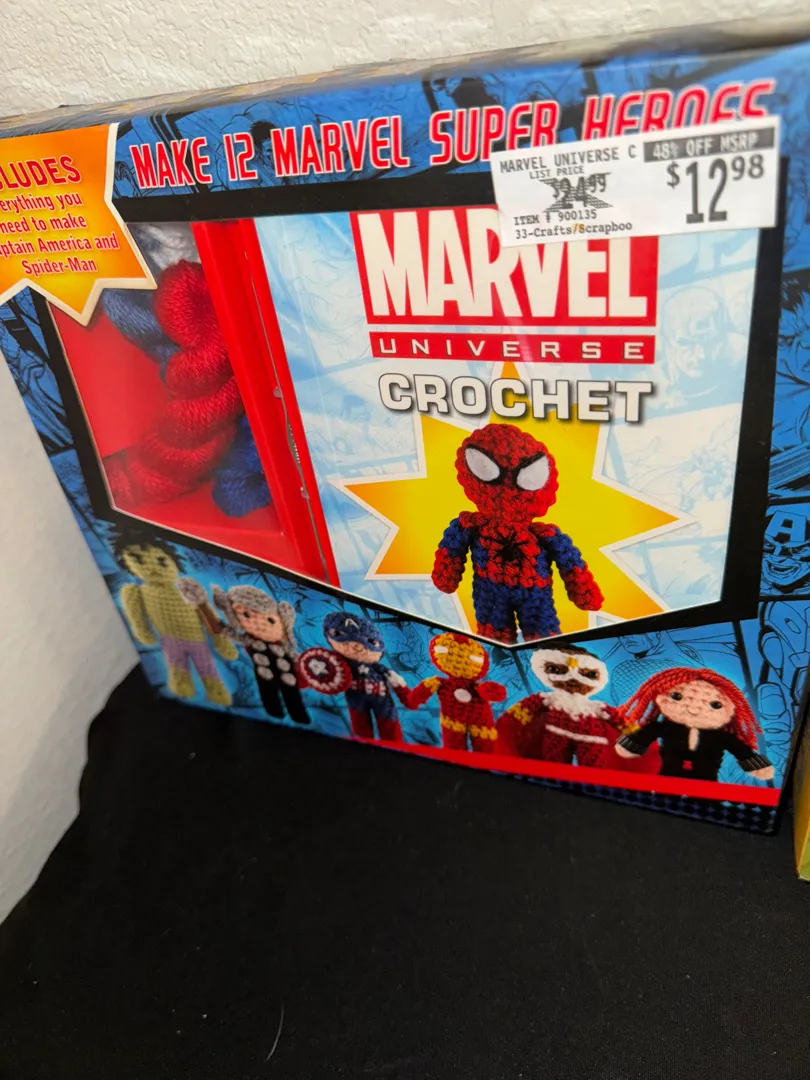 MAKE 12 MARVEL SUPER HEROES
LUDES
erything you
need to make
ptain America and
Spider-Man
MARVEL UNIVERSE C
48% OFF MSRP
LIST PRICE
$24.99
$12.98
ITEM # 900135
33-Crafts/Scrapboo
MARVEL
UNIVERSE
CROCHET